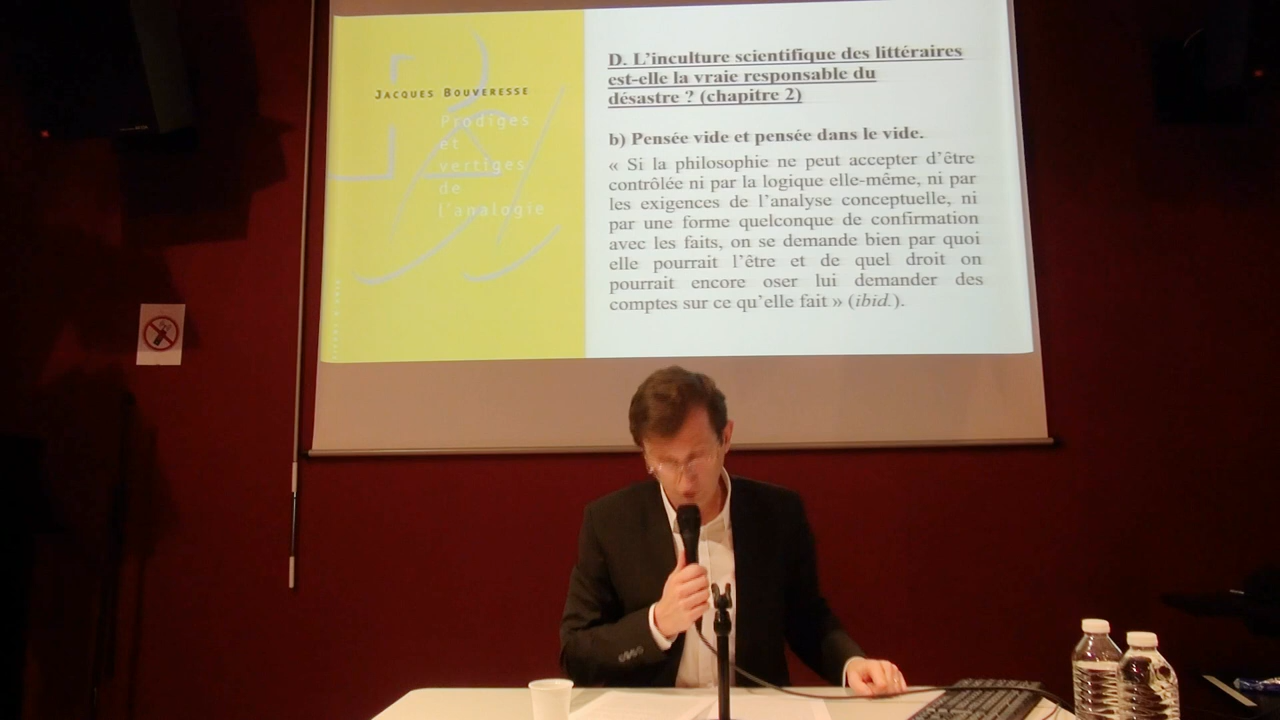 JACQUES BOUVERESSE
Prodiges
et
vertiges
de
l'analogie
D. L'inculture scientifique des littéraires
est-elle la vraie responsable du
désastre ? (chapitre 2)
b) Pensée vide et pensée dans le vide.
« Si la philosophie ne peut accepter d'être
contrôlée ni par la logique elle-même, ni par
les exigences de l'analyse conceptuelle, ni
par une forme quelconque de confirmation
avec les faits, on se demande bien par quoi
elle pourrait l'être et de quel droit on
pourrait encore oser lui demander des
comptes sur ce qu'elle fait » (ibid.).